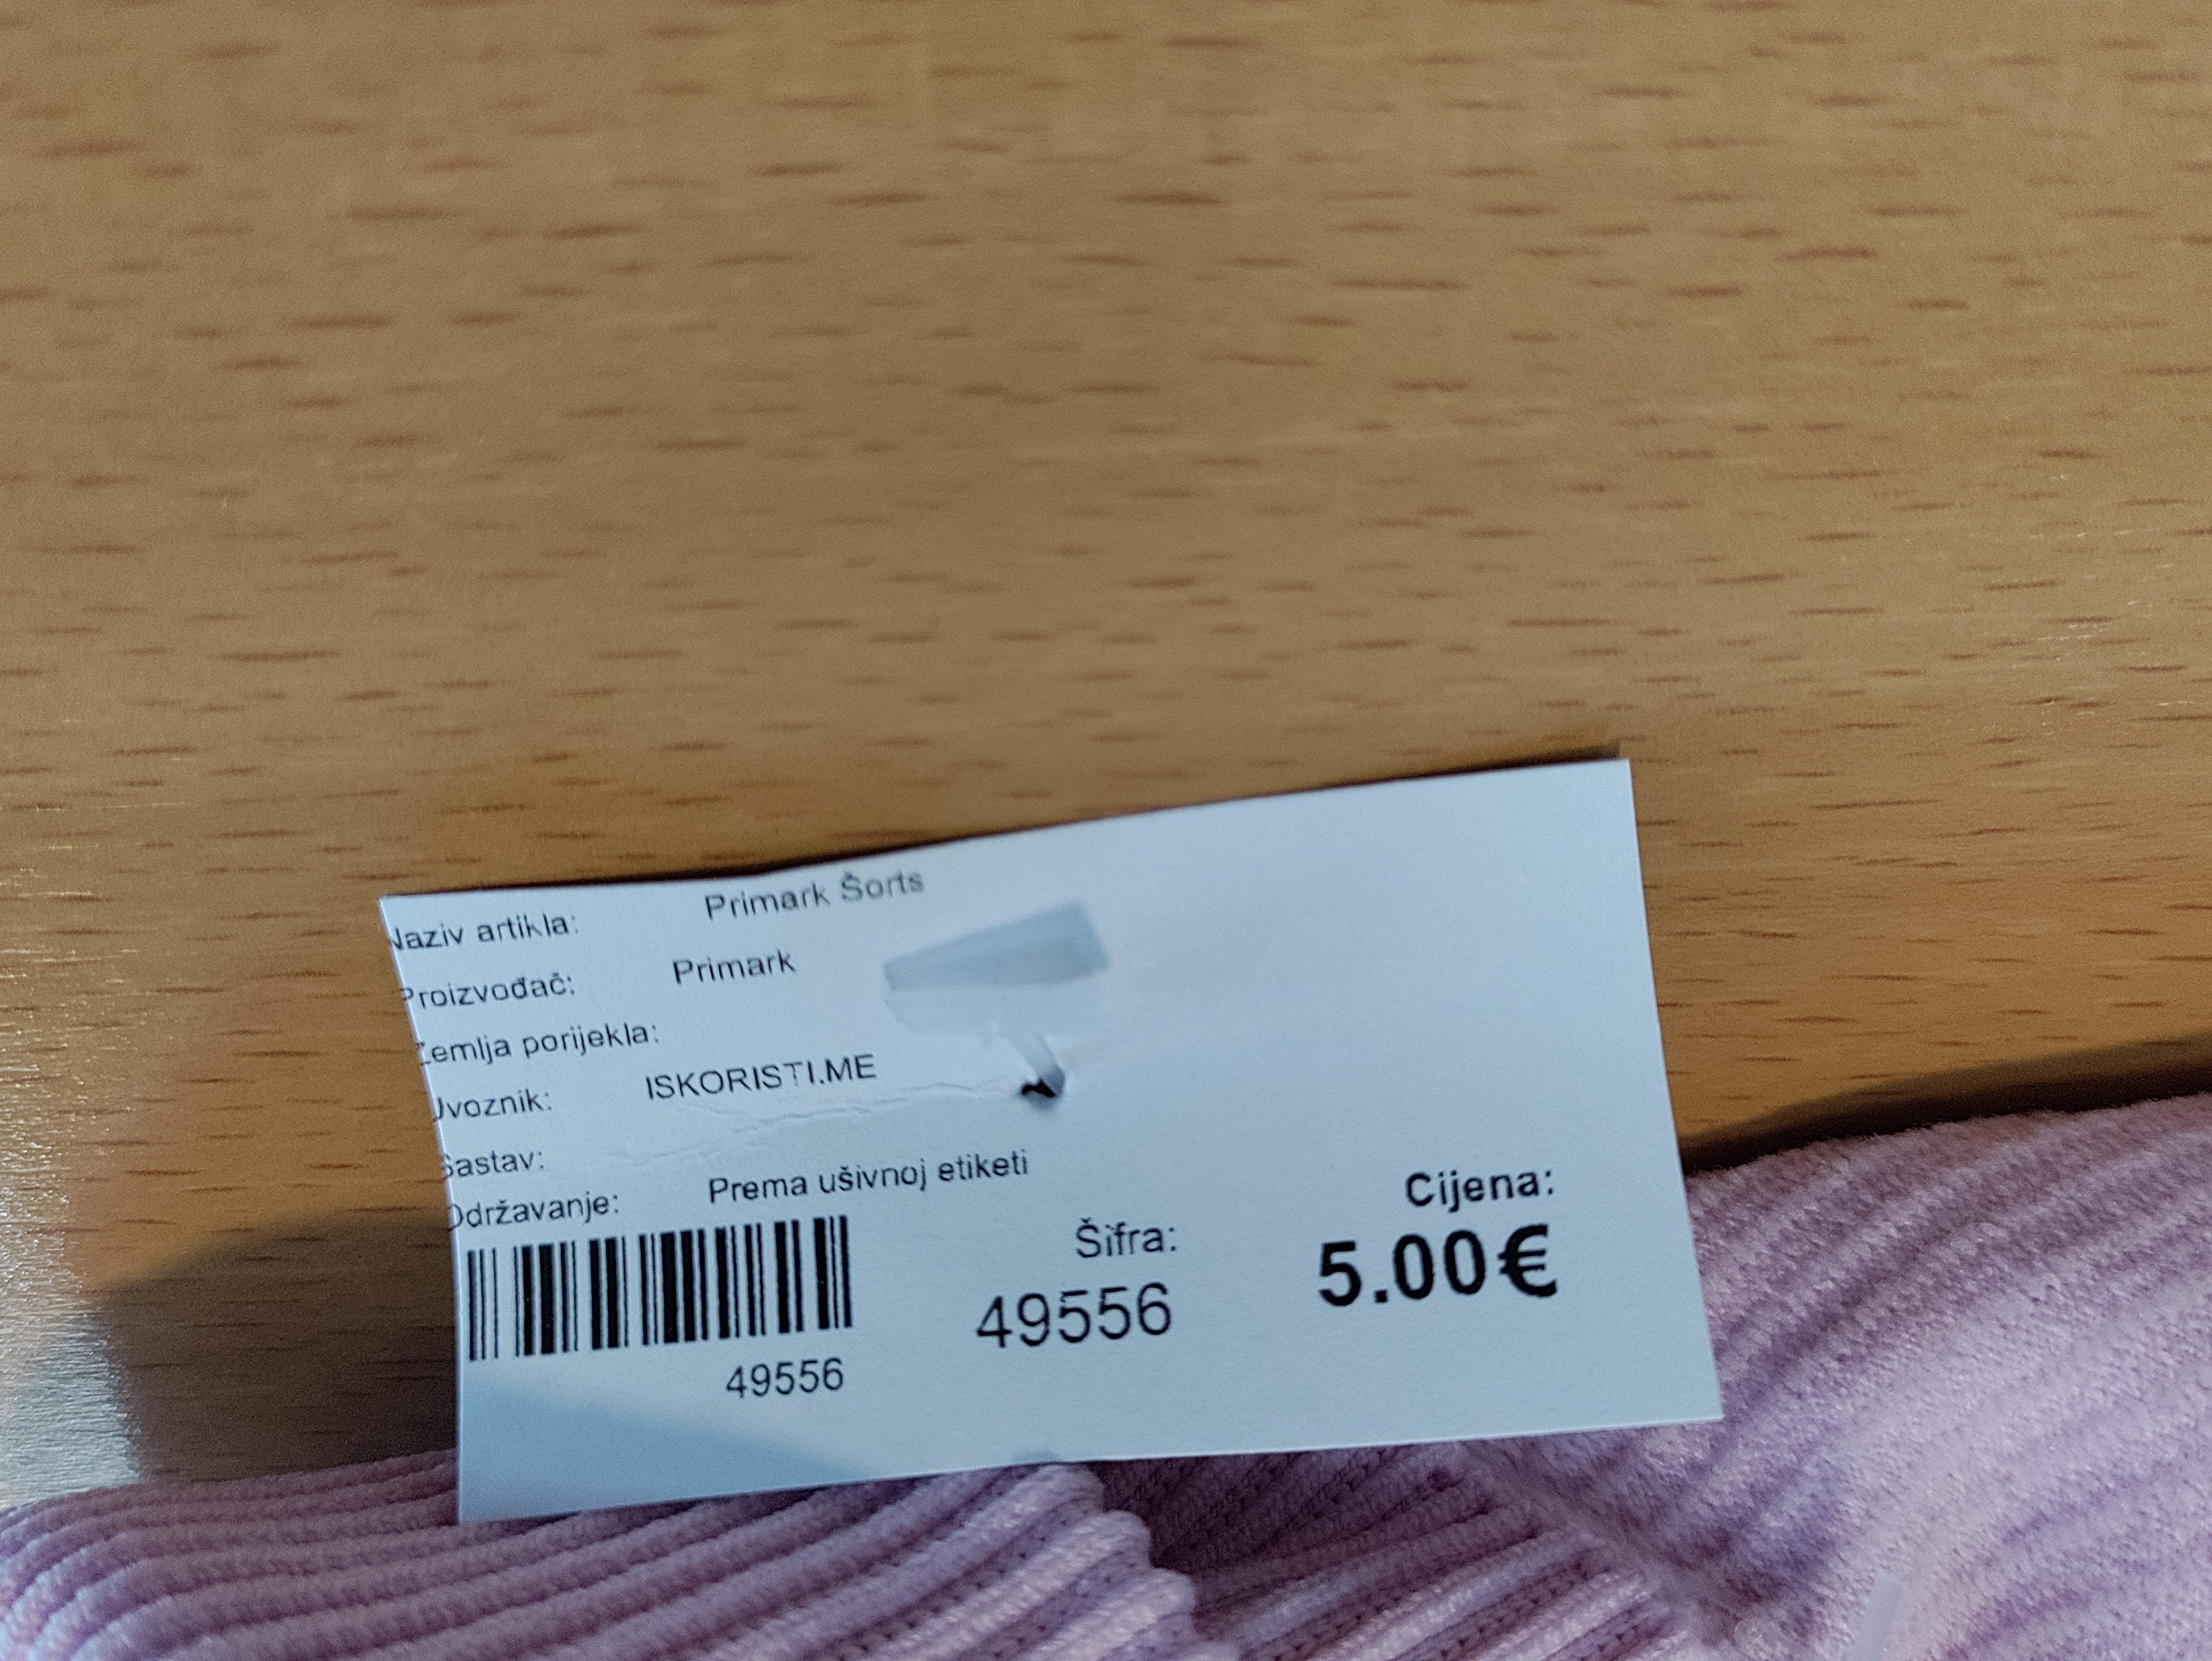 Naziv artikla: Primark Šorts
Proizvođač: Primark
Zemlja porijekla:
Uvoznik: ISKORISTI.ME
Sastav:
Održavanje: Prema ušivnoj etiketi
49556
Šifra:
49556
Cijena:
5.00€